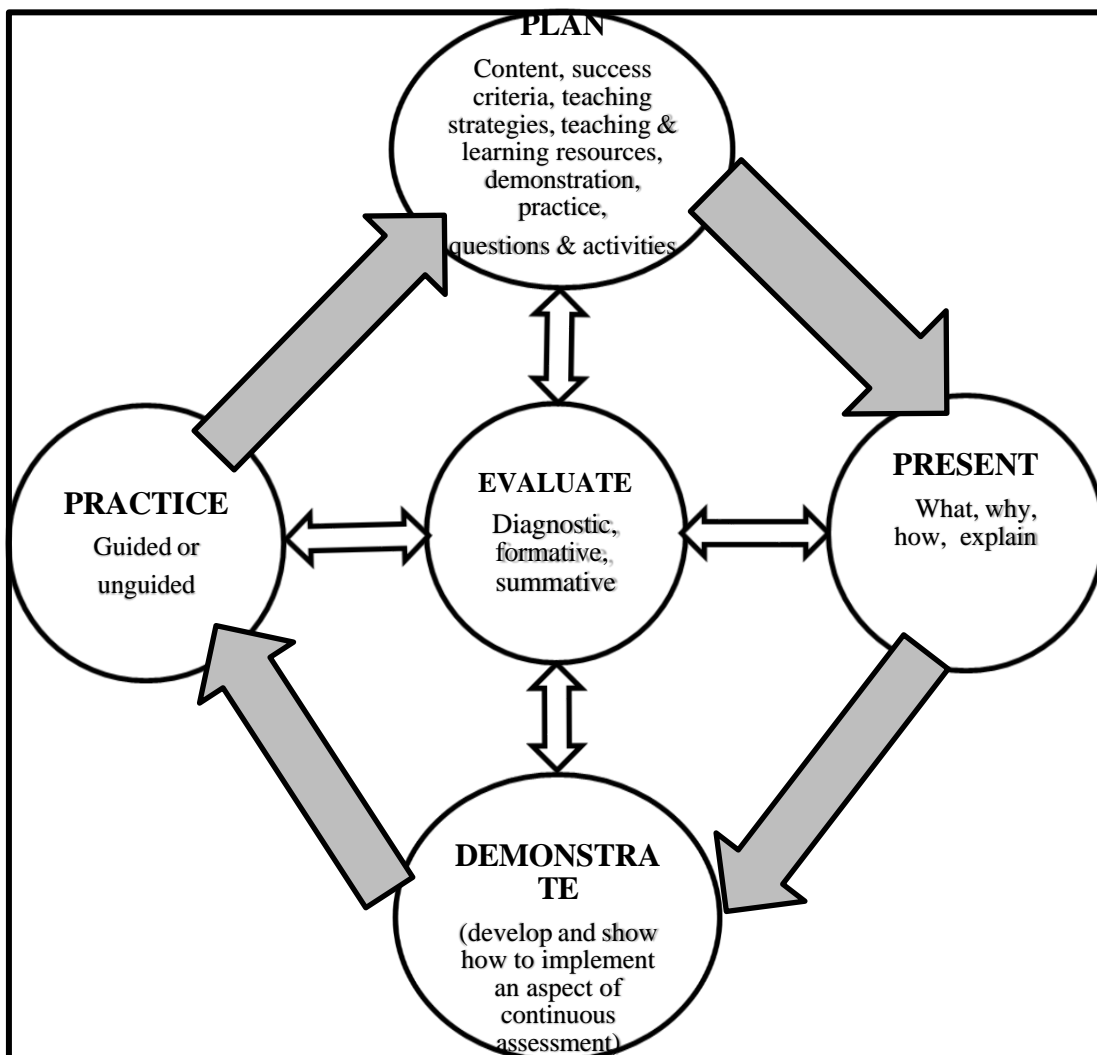 PLAN
Content, success
criteria, teaching
strategies, teaching &
learning resources,
demonstration,
practice,
questions & activities
PRESENT
What, why,
how, explain
EVALUATE
Diagnostic,
formative,
summative
PRACTICE
Guided or
unguided
DEMONSTRA
TE
(develop and show
how to implement
an aspect of
continuous
assessment)